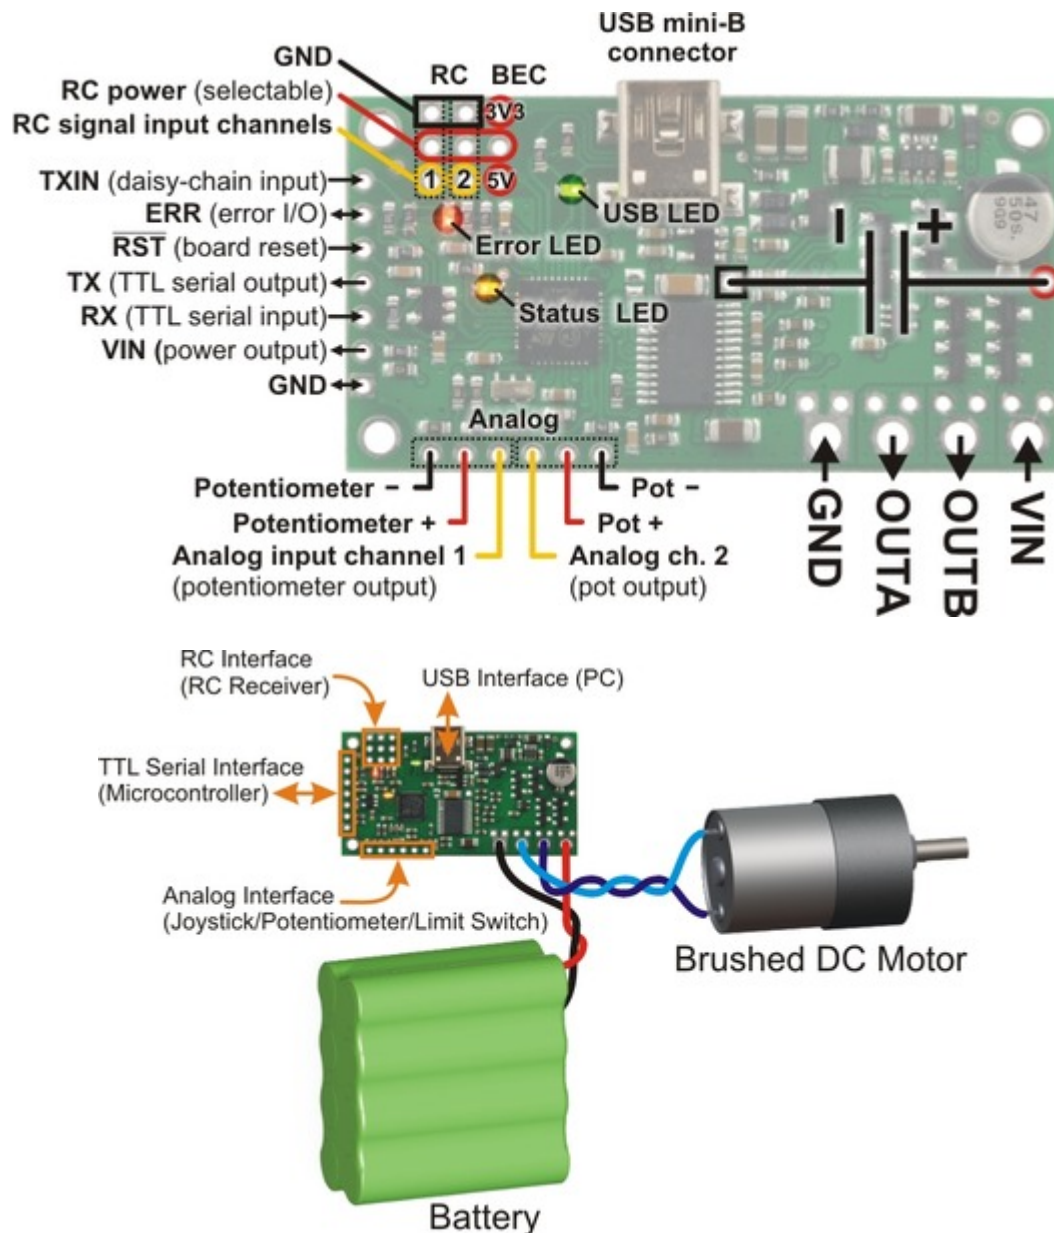 USB mini-B
connector
GND
RC BEC
RC power (selectable)
3V3
RC signal input channels
1 2 5V
TXIN (daisy-chain input)
ERR (error I/O)
RST (board reset)
TX (TTL serial output)
RX (TTL serial input)
VIN (power output)
GND
USB LED
Error LED
Status LED
47
50s.
9G9
− +
Analog
Potentiometer −
Potentiometer +
Analog input channel 1
(potentiometer output)
Pot −
Pot +
Analog ch. 2
(pot output)
GND
OUTA
OUTB
VIN
RC Interface
(RC Receiver)
USB Interface (PC)
TTL Serial Interface
(Microcontroller)
Analog Interface
(Joystick/Potentiometer/Limit Switch)
Brushed DC Motor
Battery